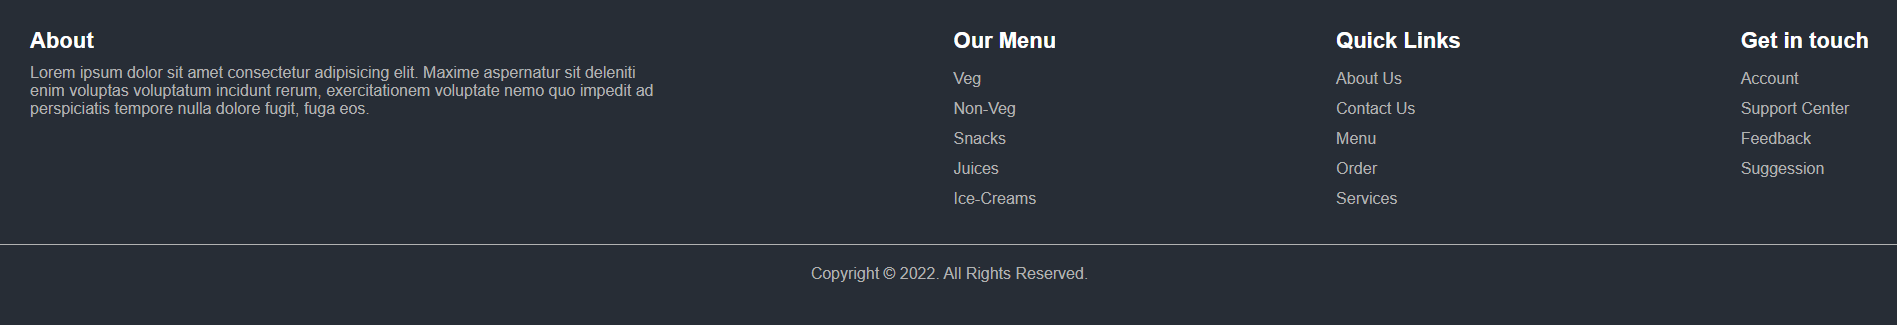 About
Lorem ipsum dolor sit amet consectetur adipisicing elit. Maxime aspernatur sit deleniti
enim voluptas voluptatum incidunt rerum, exercitationem voluptate nemo quo impedit ad
perspiciatis tempore nulla dolore fugit, fuga eos.
Our Menu
Veg
Non-Veg
Snacks
Juices
Ice-Creams
Quick Links
About Us
Contact Us
Menu
Order
Services
Get in touch
Account
Support Center
Feedback
Suggession
Copyright © 2022. All Rights Reserved.